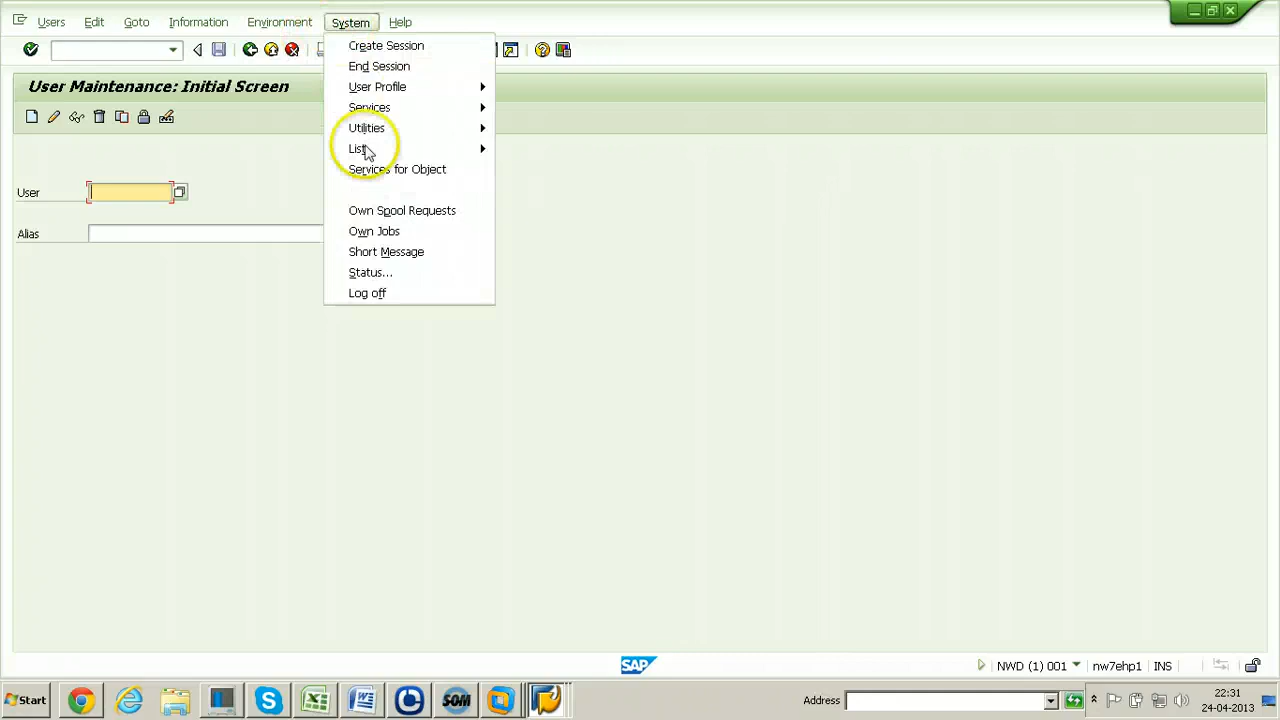 Users Edit Goto Information Environment System Help
Create Session
End Session
User Maintenance: Initial Screen
User Profile
Services
Utilities
List
Services for Object
User
Own Spool Requests
Alias
Own Jobs
Short Message
Status...
Log off
SAP
NWD (1) 001 nw7ehp1 INS
Start
SOM
Address
22:31
24-04-2013